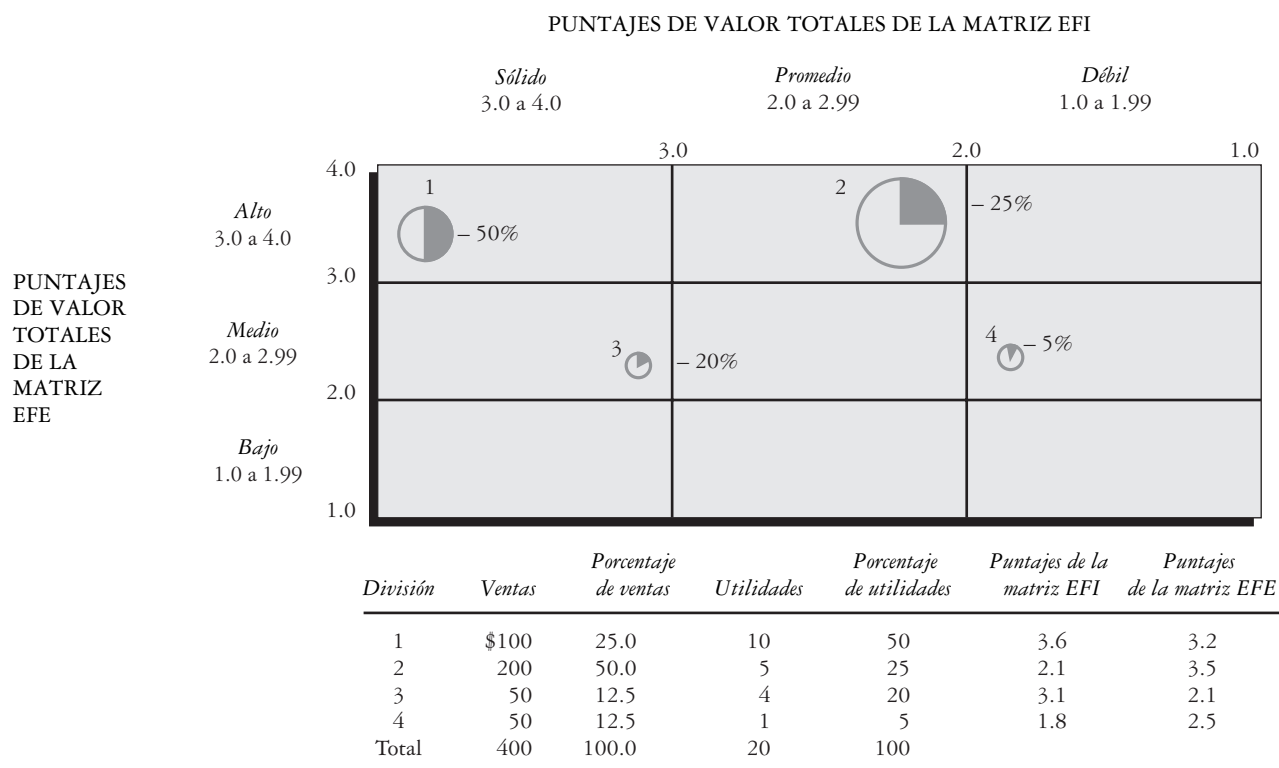 PUNTAJES DE VALOR TOTALES DE LA MATRIZ EFI
Sólido Promedio Débil
3.0 a 4.0 2.0 a 2.99 1.0 a 1.99
4.0 3.0 2.0 1.0
Alto
3.0 a 4.0
1
– 50%
2
– 25%
3.0
PUNTAJES
DE VALOR
TOTALES
DE LA
MATRIZ
EFE
Medio
2.0 a 2.99
3
– 20%
4
– 5%
2.0
Bajo
1.0 a 1.99
1.0
División Ventas Porcentaje de ventas Utilidades Porcentaje de utilidades Puntajes de la matriz EFI Puntajes de la matriz EFE
1 $100 25.0 10 50 3.6 3.2
2 200 50.0 5 25 2.1 3.5
3 50 12.5 4 20 3.1 2.1
4 50 12.5 1 5 1.8 2.5
Total 400 100.0 20 100